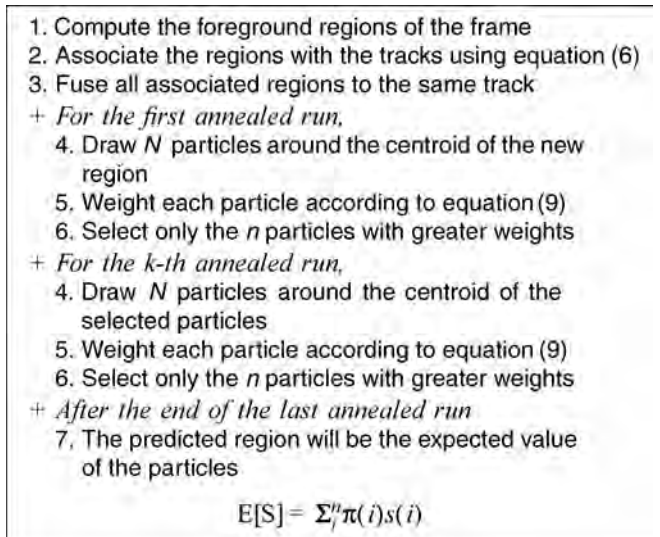 1. Compute the foreground regions of the frame
2. Associate the regions with the tracks using equation (6)
3. Fuse all associated regions to the same track
+ For the first annealed run,
4. Draw N particles around the centroid of the new
region
5. Weight each particle according to equation (9)
6. Select only the n particles with greater weights
+ For the k-th annealed run,
4. Draw N particles around the centroid of the
selected particles
5. Weight each particle according to equation (9)
6. Select only the n particles with greater weights
+ After the end of the last annealed run
7. The predicted region will be the expected value
of the particles
E[S] = Σⁿᵢπ(i)s(i)